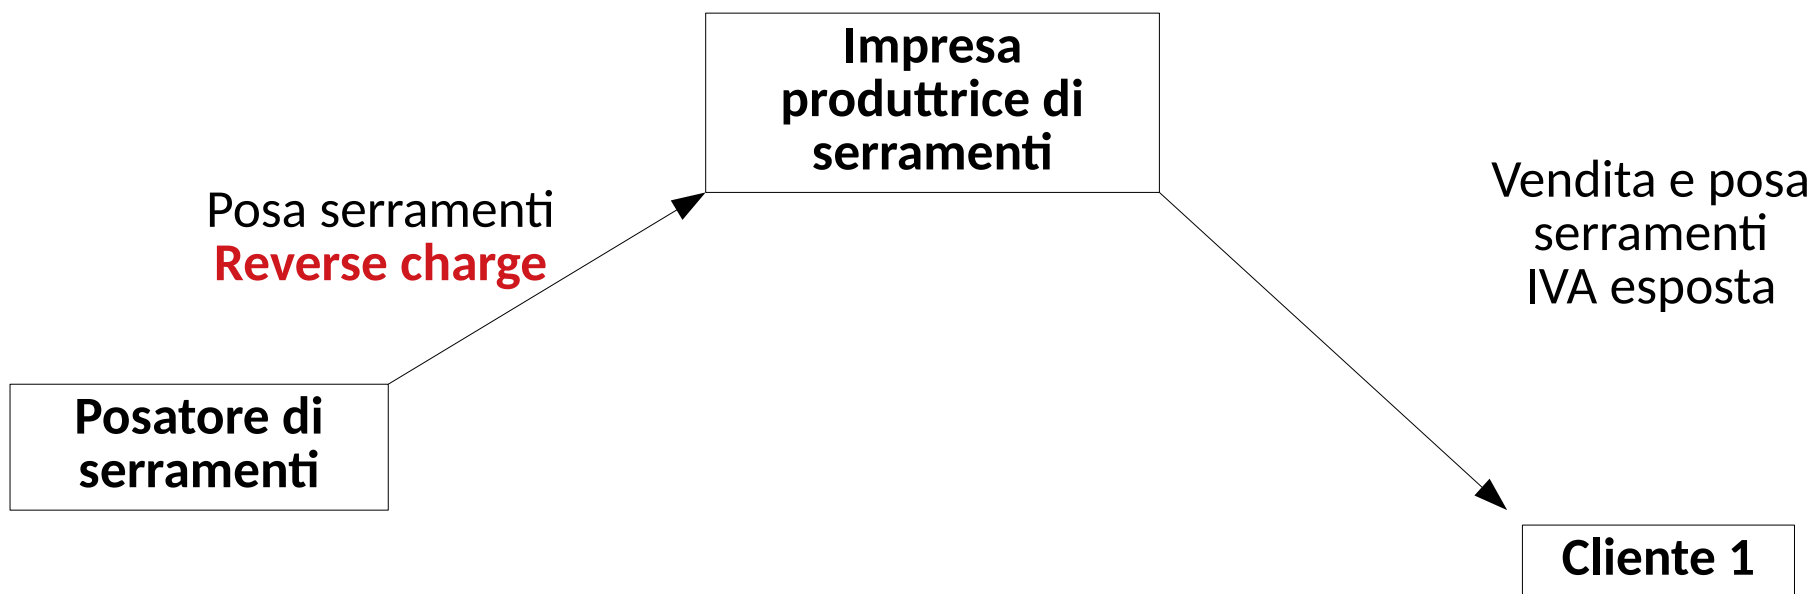 Impresa
produttrice di
serramenti
Posa serramenti
Reverse charge
Vendita e posa
serramenti
IVA esposta
Posatore di
serramenti
Cliente 1